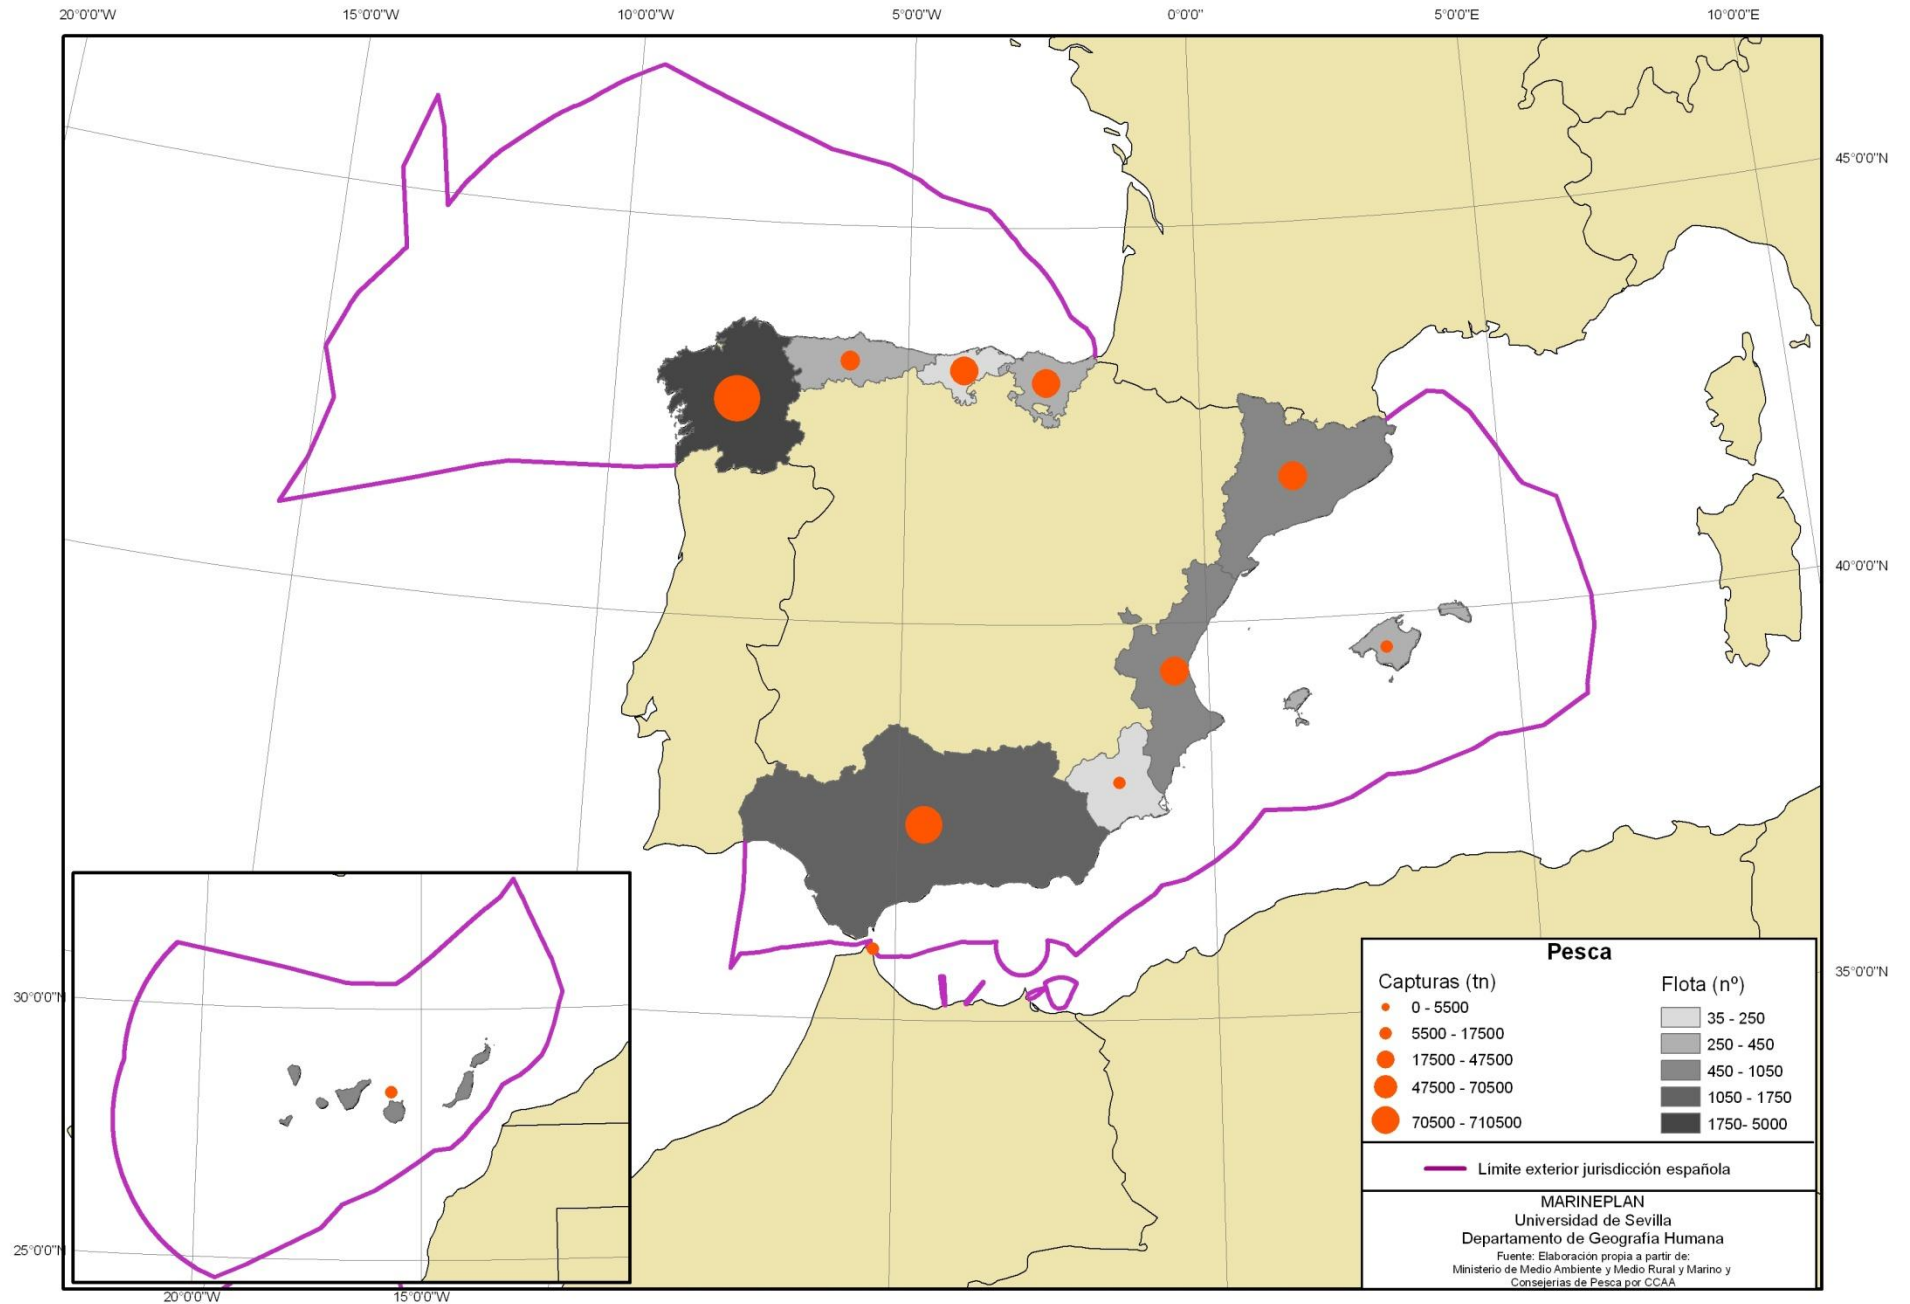 20°0'0"W 15°0'0"W 10°0'0"W 5°0'0"W 0°0'0" 5°0'0"E 10°0'0"E
45°0'0"N
40°0'0"N
35°0'0"N
30°0'0"N
25°0'0"N
20°0'0"W 15°0'0"W
Pesca
Capturas (tn)
0 - 5500
5500 - 17500
17500 - 47500
47500 - 70500
70500 - 710500
Flota (nº)
35 - 250
250 - 450
450 - 1050
1050 - 1750
1750- 5000
Límite exterior jurisdicción española
MARINEPLAN
Universidad de Sevilla
Departamento de Geografía Humana
Fuente: Elaboración propia a partir de:
Ministerio de Medio Ambiente y Medio Rural y Marino y
Consejerias de Pesca por CCAA